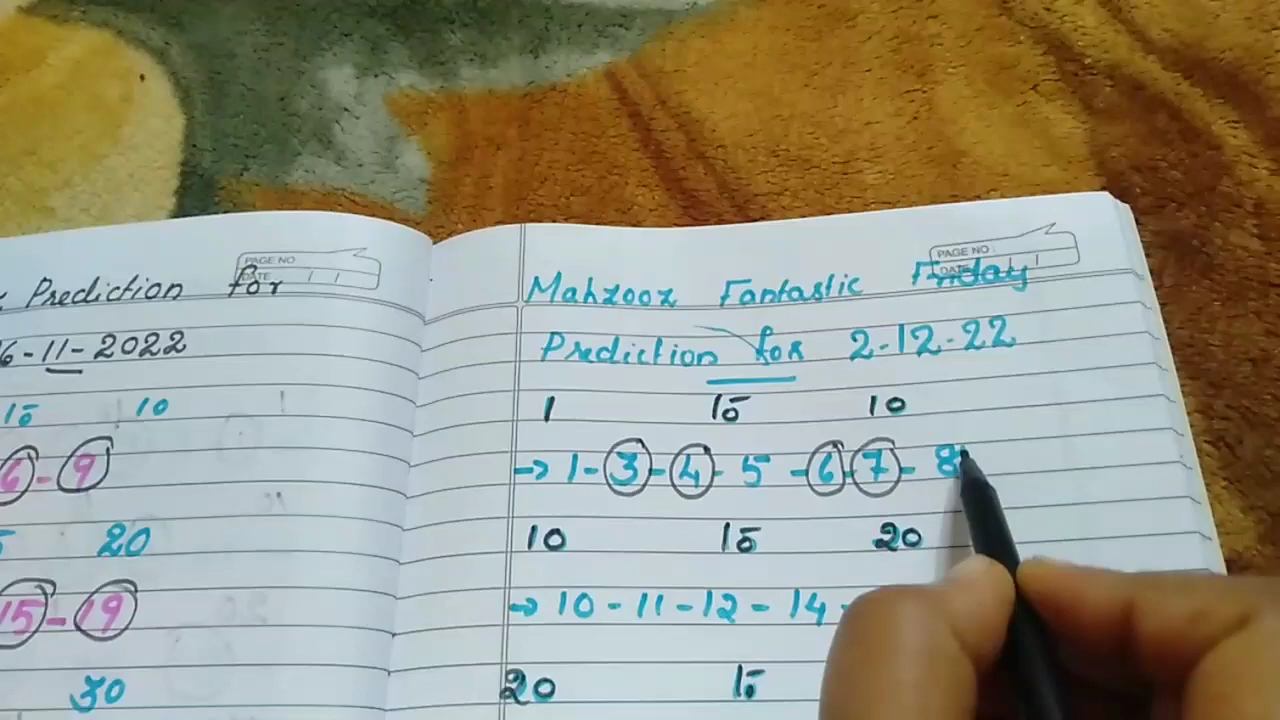 PAGE NO
DATE
Prediction for
6-11-2022
15 10
6-9
20
15-19
30
PAGE NO.
DATE
Mahzooz Fantastic Friday
Prediction for 2-12-22
1 15 10
→ 1-3-4-5-6-7-8
10 15 20
→ 10-11-12-14-
20 15